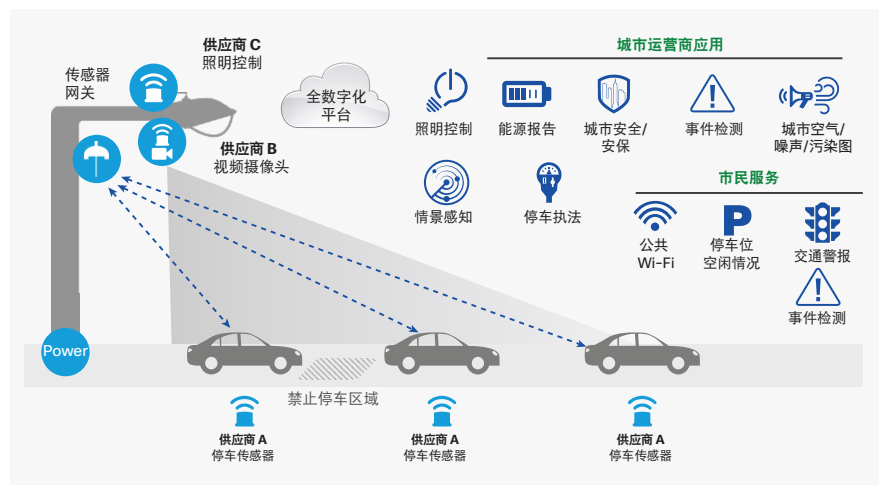 传感器
网关
供应商 C
照明控制
供应商 B
视频摄像头
全数字化
平台
城市运营商应用
照明控制
能源报告
城市安全/
安保
事件检测
城市空气/
噪声/污染图
情景感知
停车执法
市民服务
公共
Wi-Fi
P
停车位
空闲情况
交通警报
事件检测
Power
禁止停车区域
供应商 A
停车传感器
供应商 A
停车传感器
供应商 A
停车传感器